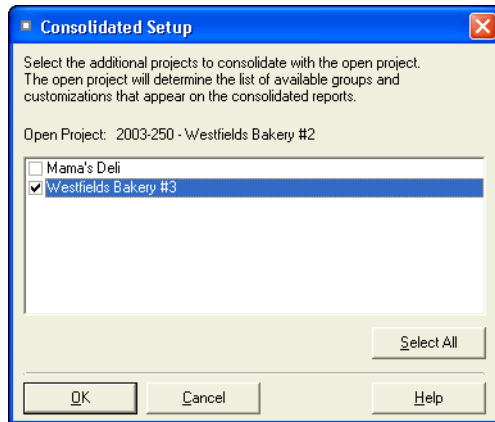 Consolidated Setup
Select the additional projects to consolidate with the open project.
The open project will determine the list of available groups and
customizations that appear on the consolidated reports.
Open Project: 2003-250 - Westfields Bakery #2
Mama's Deli
Westfields Bakery #3
Select All
OK Cancel Help